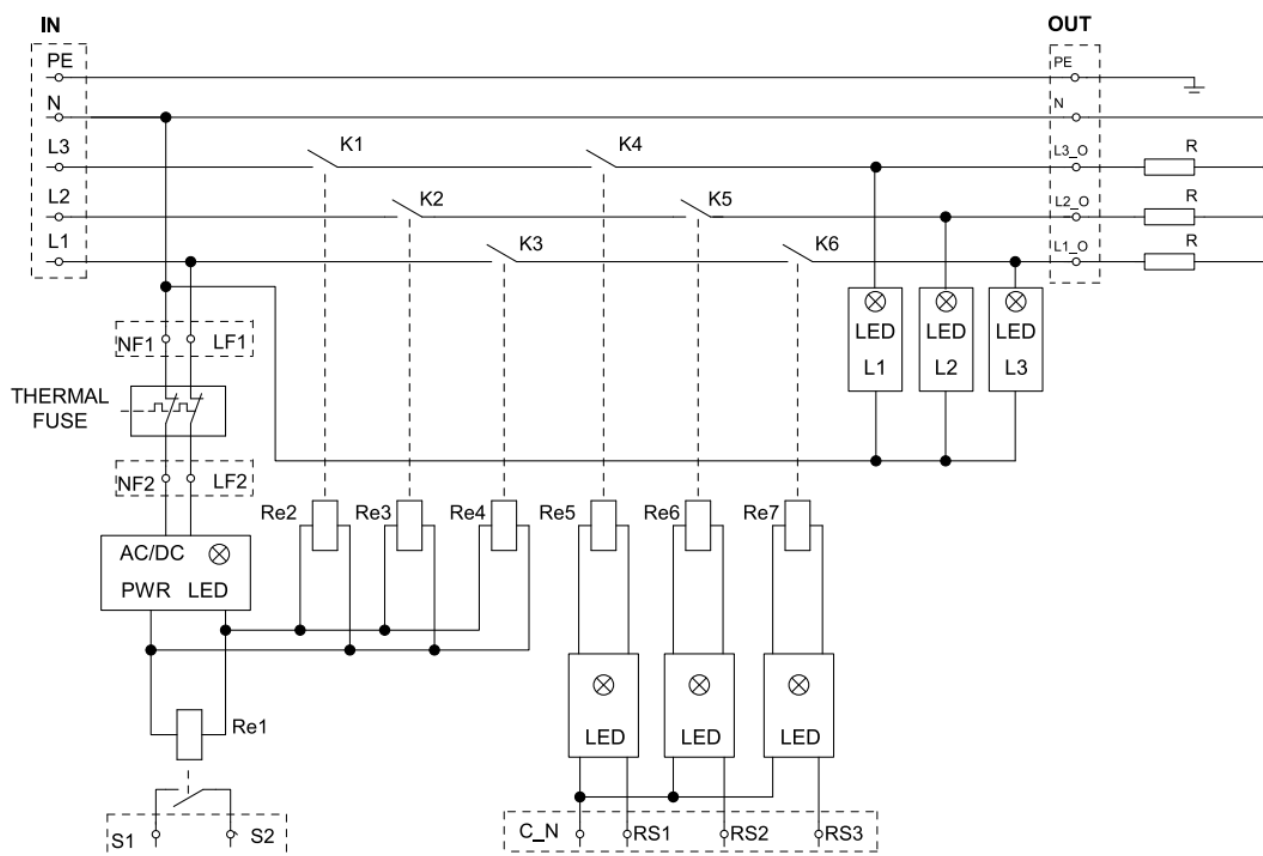 IN OUT
PE PE
N N
L3 K1 K4 L3_O R
L2 K2 K5 L2_O R
L1 K3 K6 L1_O R
NF1 LF1
LED LED LED
L1 L2 L3
THERMAL
FUSE
NF2 LF2
Re2 Re3 Re4 Re5 Re6 Re7
AC/DC
PWR LED
Re1
LED LED LED
S1 S2 C_N RS1 RS2 RS3